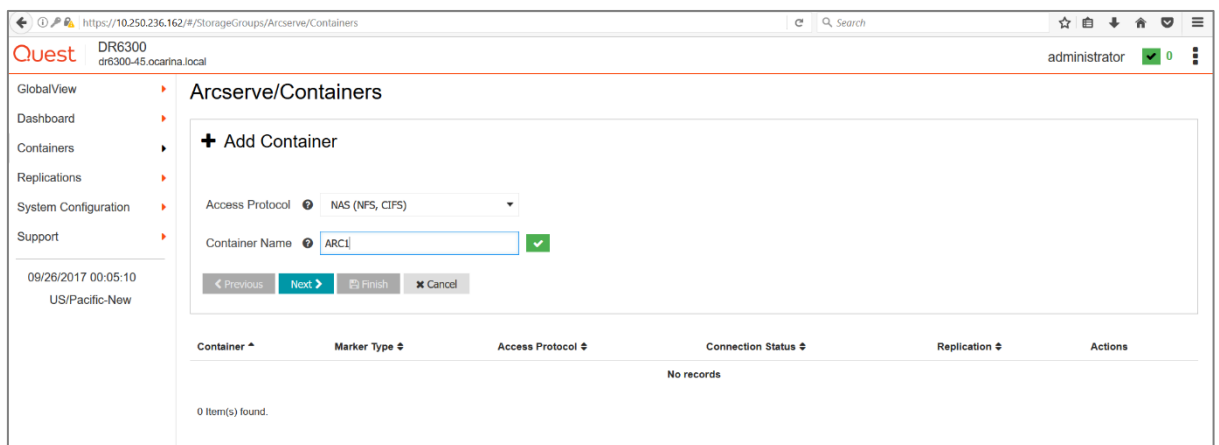 https://10.250.236.162/#/StorageGroups/Arcserve/Containers
Search
Quest
DR6300
dr6300-45.ocarina.local
administrator
0
GlobalView
Dashboard
Containers
Replications
System Configuration
Support
09/26/2017 00:05:10
US/Pacific-New
Arcserve/Containers
Add Container
Access Protocol NAS (NFS, CIFS)
Container Name ARC1
Previous Next Finish Cancel
Container Marker Type Access Protocol Connection Status Replication Actions
No records
0 Item(s) found.